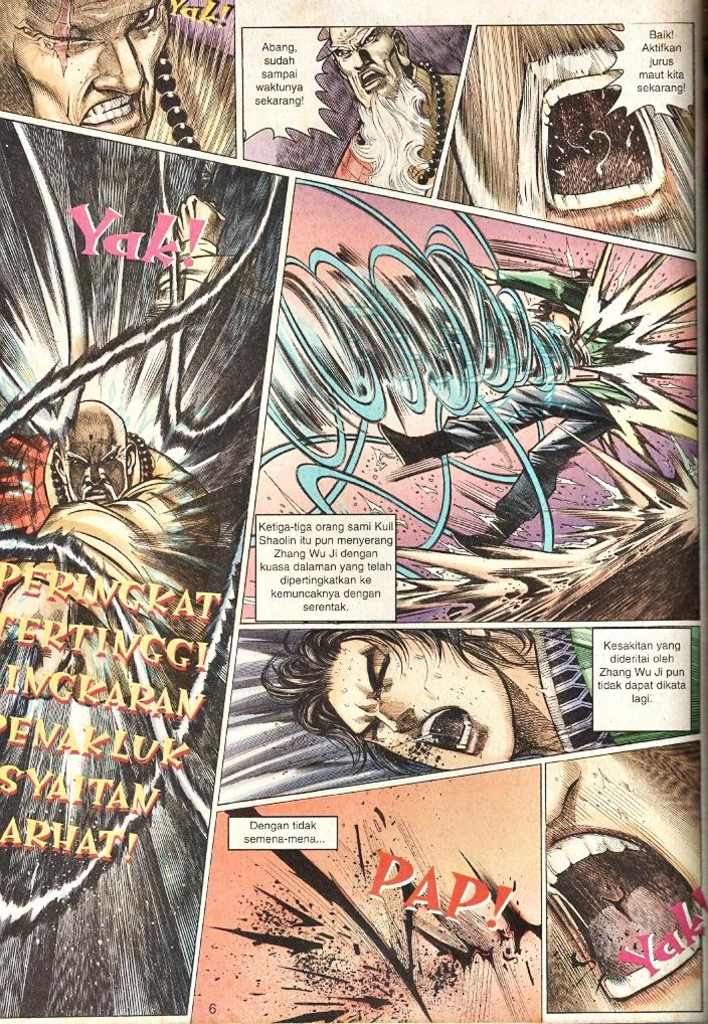 Yak!
Abang,
sudah
sampai
waktunya
sekarang!
Baik!
Aktifkan
jurus
maut kita
sekarang!
Yak!
PERINGKAT
TERTINGGI
INGKARAN
PENAKLUK
SYAITAN
ARHAT!
Ketiga-tiga orang sami Kuil
Shaolin itu pun menyerang
Zhang Wu Ji dengan
kuasa dalaman yang telah
dipertingkatkan ke
kemuncaknya dengan
serentak.
Kesakitan yang
dideritai oleh
Zhang Wu Ji pun
tidak dapat dikata
lagi.
Dengan tidak
semena-mena...
PAP!
Yak!
6